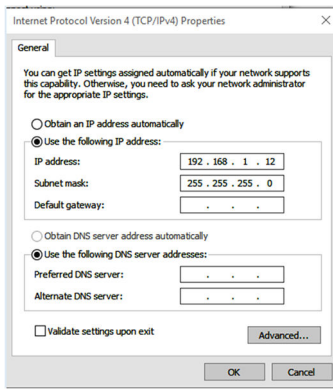 Internet Protocol Version 4 (TCP/IPv4) Properties
General
You can get IP settings assigned automatically if your network supports
this capability. Otherwise, you need to ask your network administrator
for the appropriate IP settings.
Obtain an IP address automatically
Use the following IP address:
IP address: 192 . 168 . 1 . 12
Subnet mask: 255 . 255 . 255 . 0
Default gateway: . . .
Obtain DNS server address automatically
Use the following DNS server addresses:
Preferred DNS server: . . .
Alternate DNS server: . . .
Validate settings upon exit
Advanced...
OK Cancel